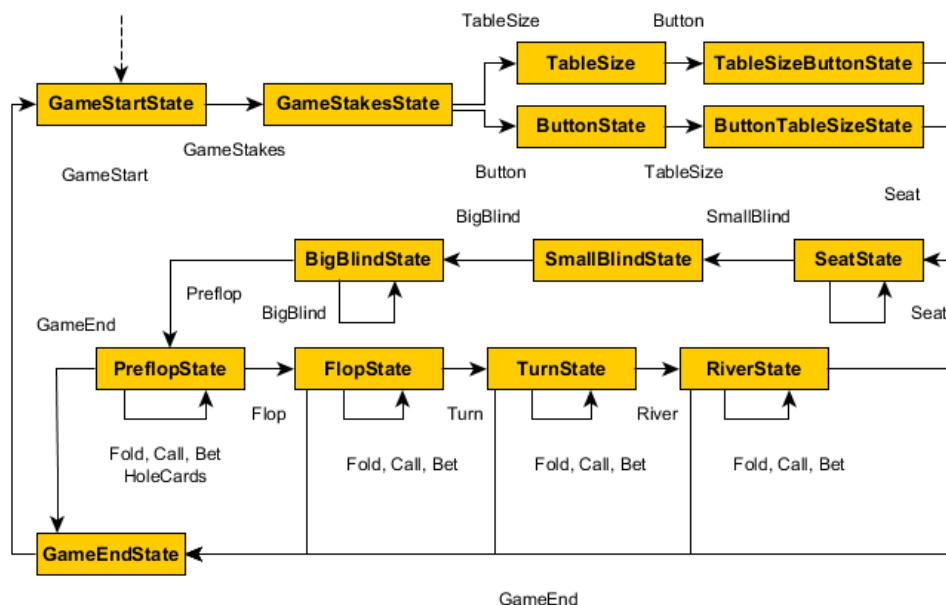 TableSize
Button
TableSize
TableSizeButtonState
GameStartState
GameStakesState
ButtonState
ButtonTableSizeState
GameStakes
GameStart
Button
TableSize
Seat
BigBlind
SmallBlind
BigBlindState
SmallBlindState
SeatState
Preflop
BigBlind
Seat
GameEnd
PreflopState
FlopState
TurnState
RiverState
Flop
Turn
River
Fold, Call, Bet
HoleCards
Fold, Call, Bet
Fold, Call, Bet
Fold, Call, Bet
GameEndState
GameEnd